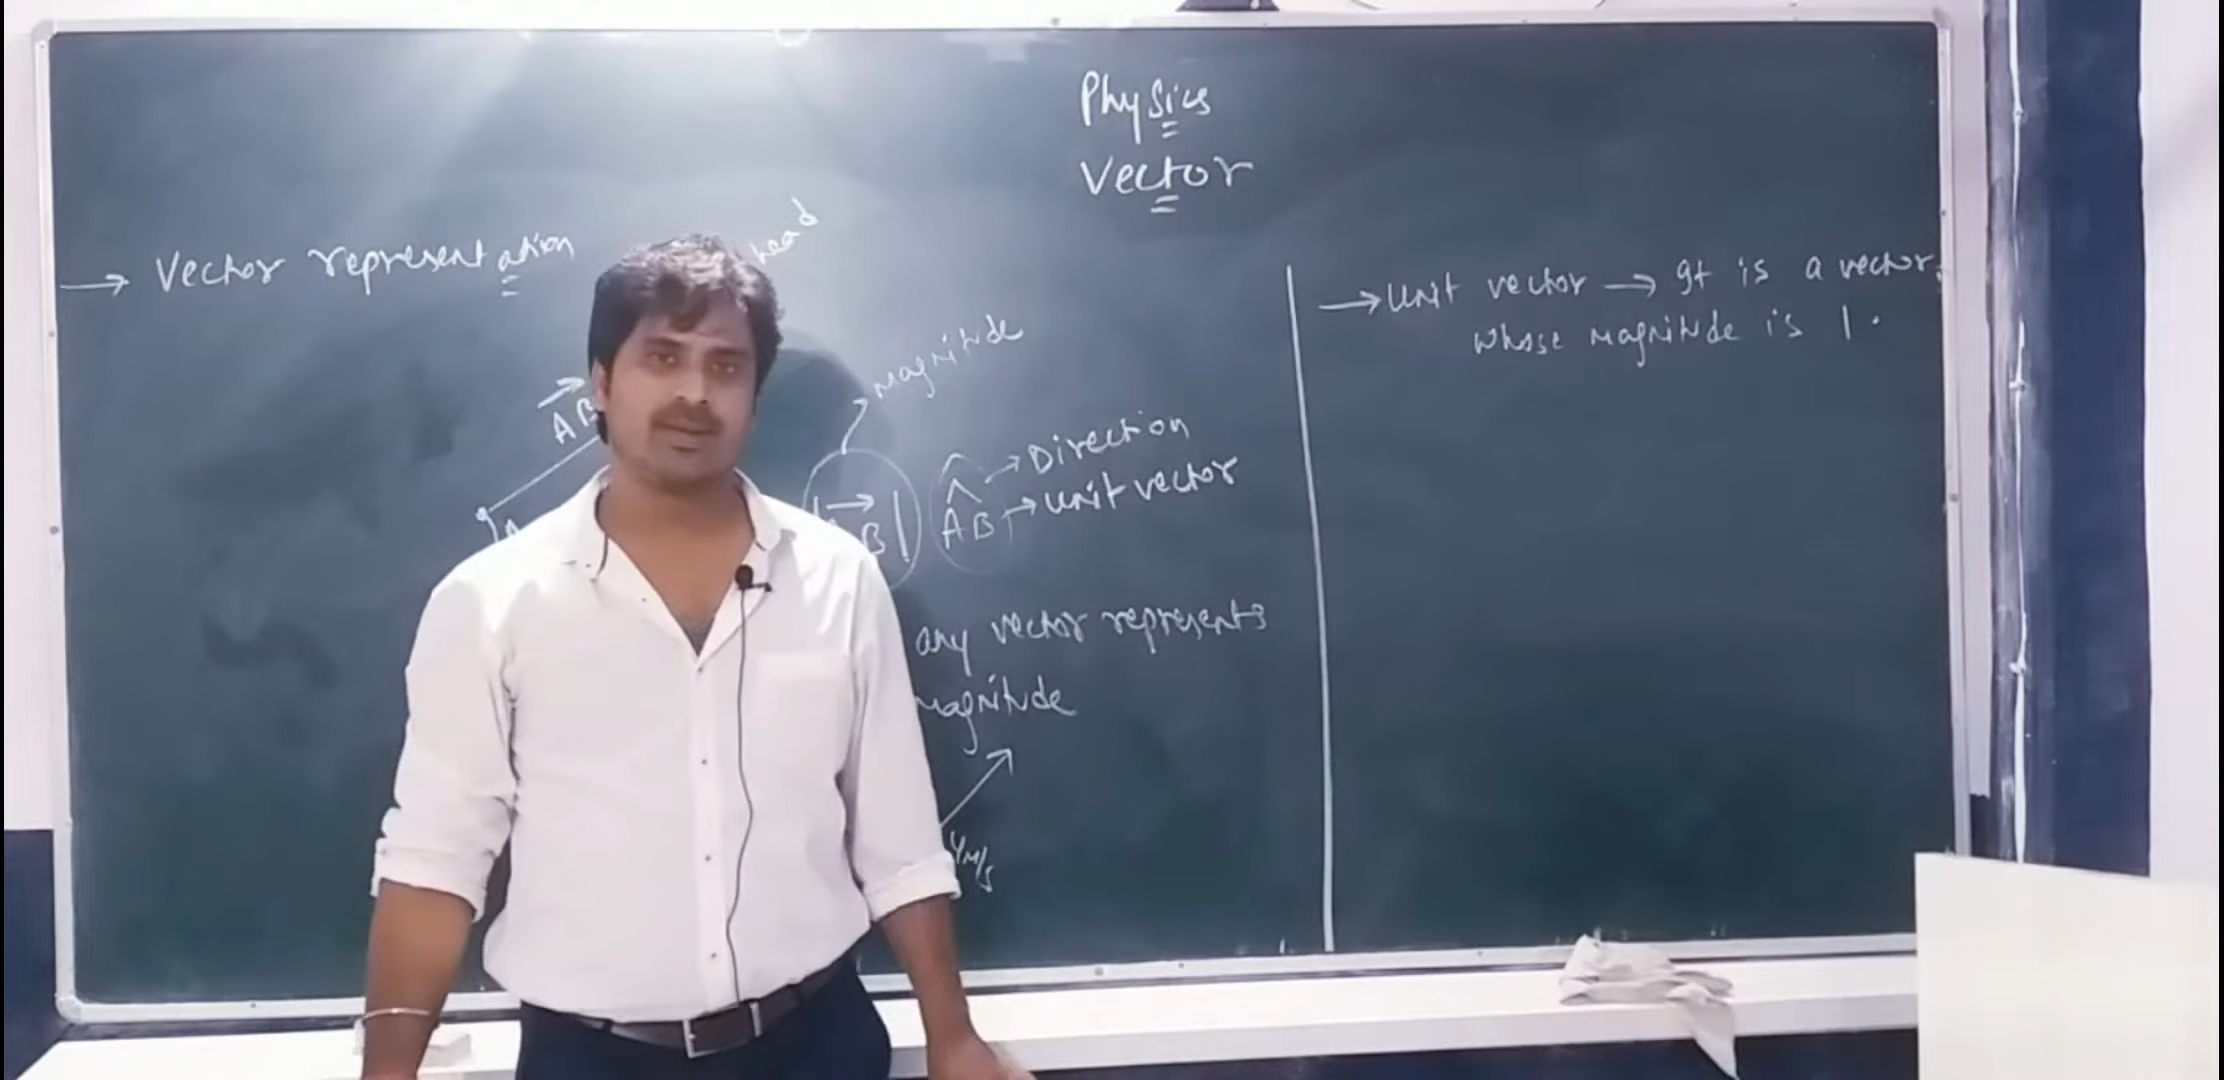 Physics
Vector
→ Vector representation
head
magnitude
AB
A
B| ÂB → Direction
→ unit vector
any vector represents
magnitude
4m/s
→ unit vector → It is a vector,
whose magnitude is 1.